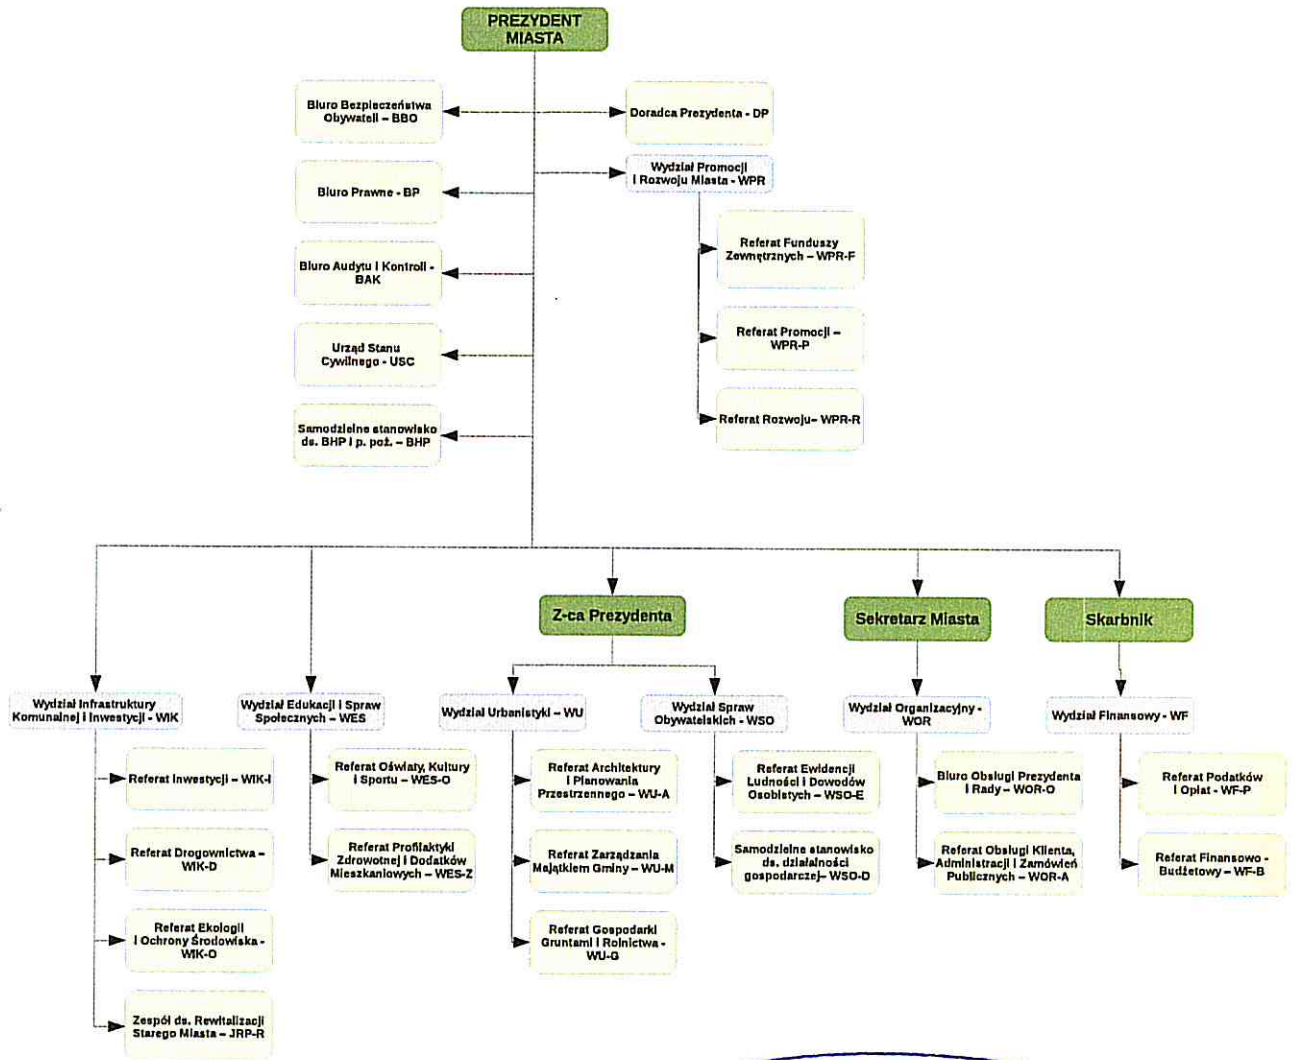 PREZYDENT
MIASTA
Biuro Bezpieczeństwa
Obywateli – BBO
Doradca Prezydenta - DP
Wydział Promocji
i Rozwoju Miasta - WPR
Biuro Prawne - BP
Referat Funduszy
Zewnętrznych – WPR-F
Biuro Audytu i Kontroli -
BAK
Referat Promocji –
WPR-P
Urząd Stanu
Cywilnego - USC
Referat Rozwoju– WPR-R
Samodzielne stanowisko
ds. BHP i p. poż. – BHP
Z-ca Prezydenta
Sekretarz Miasta
Skarbnik
Wydział Infrastruktury
Komunalnej i Inwestycji - WIK
Wydział Edukacji i Spraw
Społecznych – WES
Wydział Urbanistyki – WU
Wydział Spraw
Obywatelskich - WSO
Wydział Organizacyjny -
WOR
Wydział Finansowy - WF
Referat Inwestycji – WIK-I
Referat Oświaty, Kultury
i Sportu – WES-O
Referat Architektury
i Planowania
Przestrzennego – WU-A
Referat Ewidencji
Ludności i Dowodów
Osobistych – WSO-E
Biuro Obsługi Prezydenta
i Rady – WOR-O
Referat Podatków
i Opłat - WF-P
Referat Drogownictwa –
WIK-D
Referat Profilaktyki
Zdrowotnej i Dodatków
Mieszkaniowych – WES-Z
Referat Zarządzania
Majątkiem Gminy – WU-M
Samodzielne stanowisko
ds. działalności
gospodarczej– WSO-D
Referat Obsługi Klienta,
Administracji i Zamówień
Publicznych – WOR-A
Referat Finansowo -
Budżetowy – WF-B
Referat Ekologii
i Ochrony Środowiska -
WIK-O
Referat Gospodarki
Gruntami i Rolnictwa -
WU-G
Zespół ds. Rewitalizacji
Starego Miasta – JRP-R